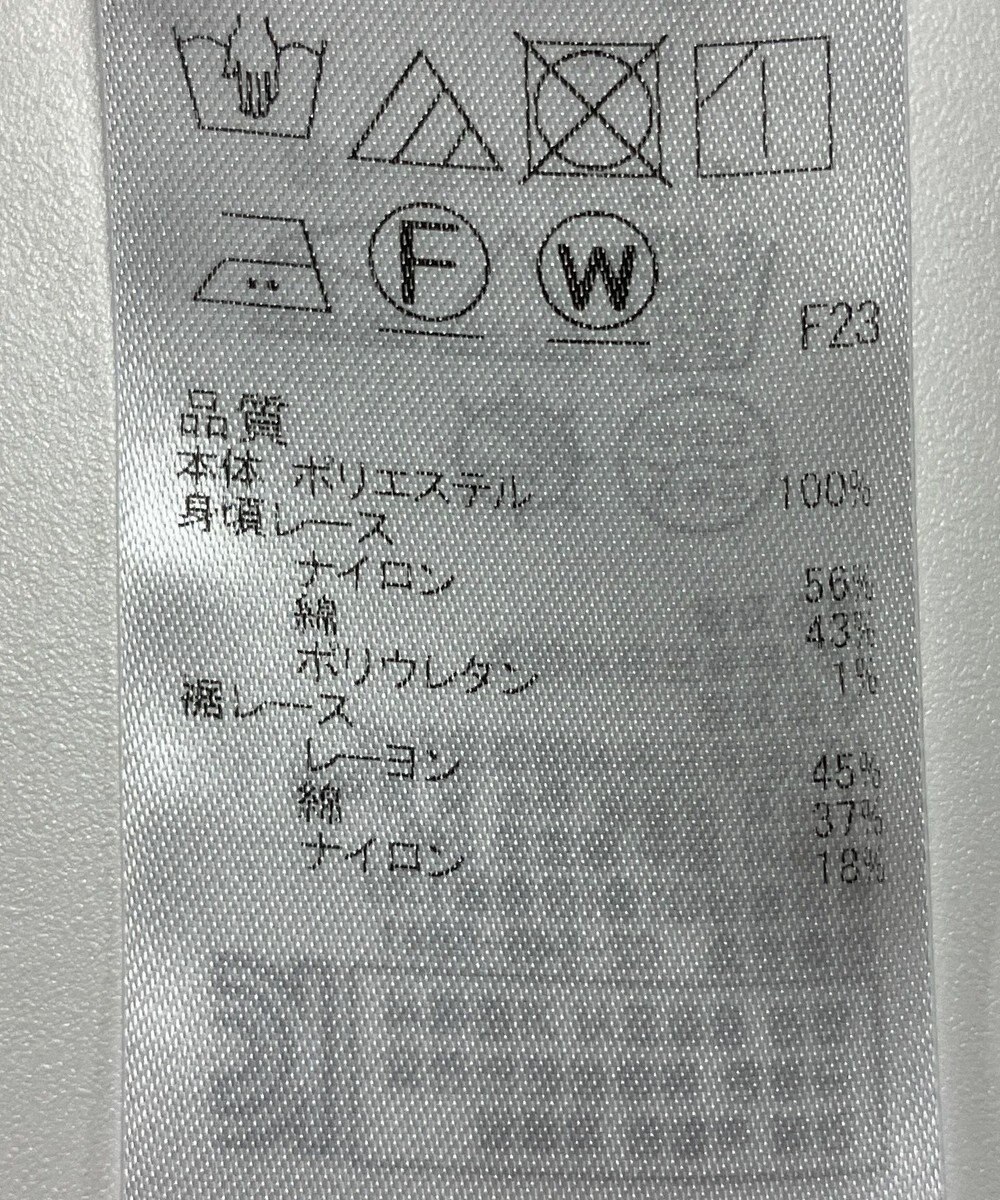 F W
F23
品質
本体 ポリエステル 100%
身頃レース
ナイロン 56%
綿 43%
ポリウレタン 1%
裾レース
レーヨン 45%
綿 37%
ナイロン 18%